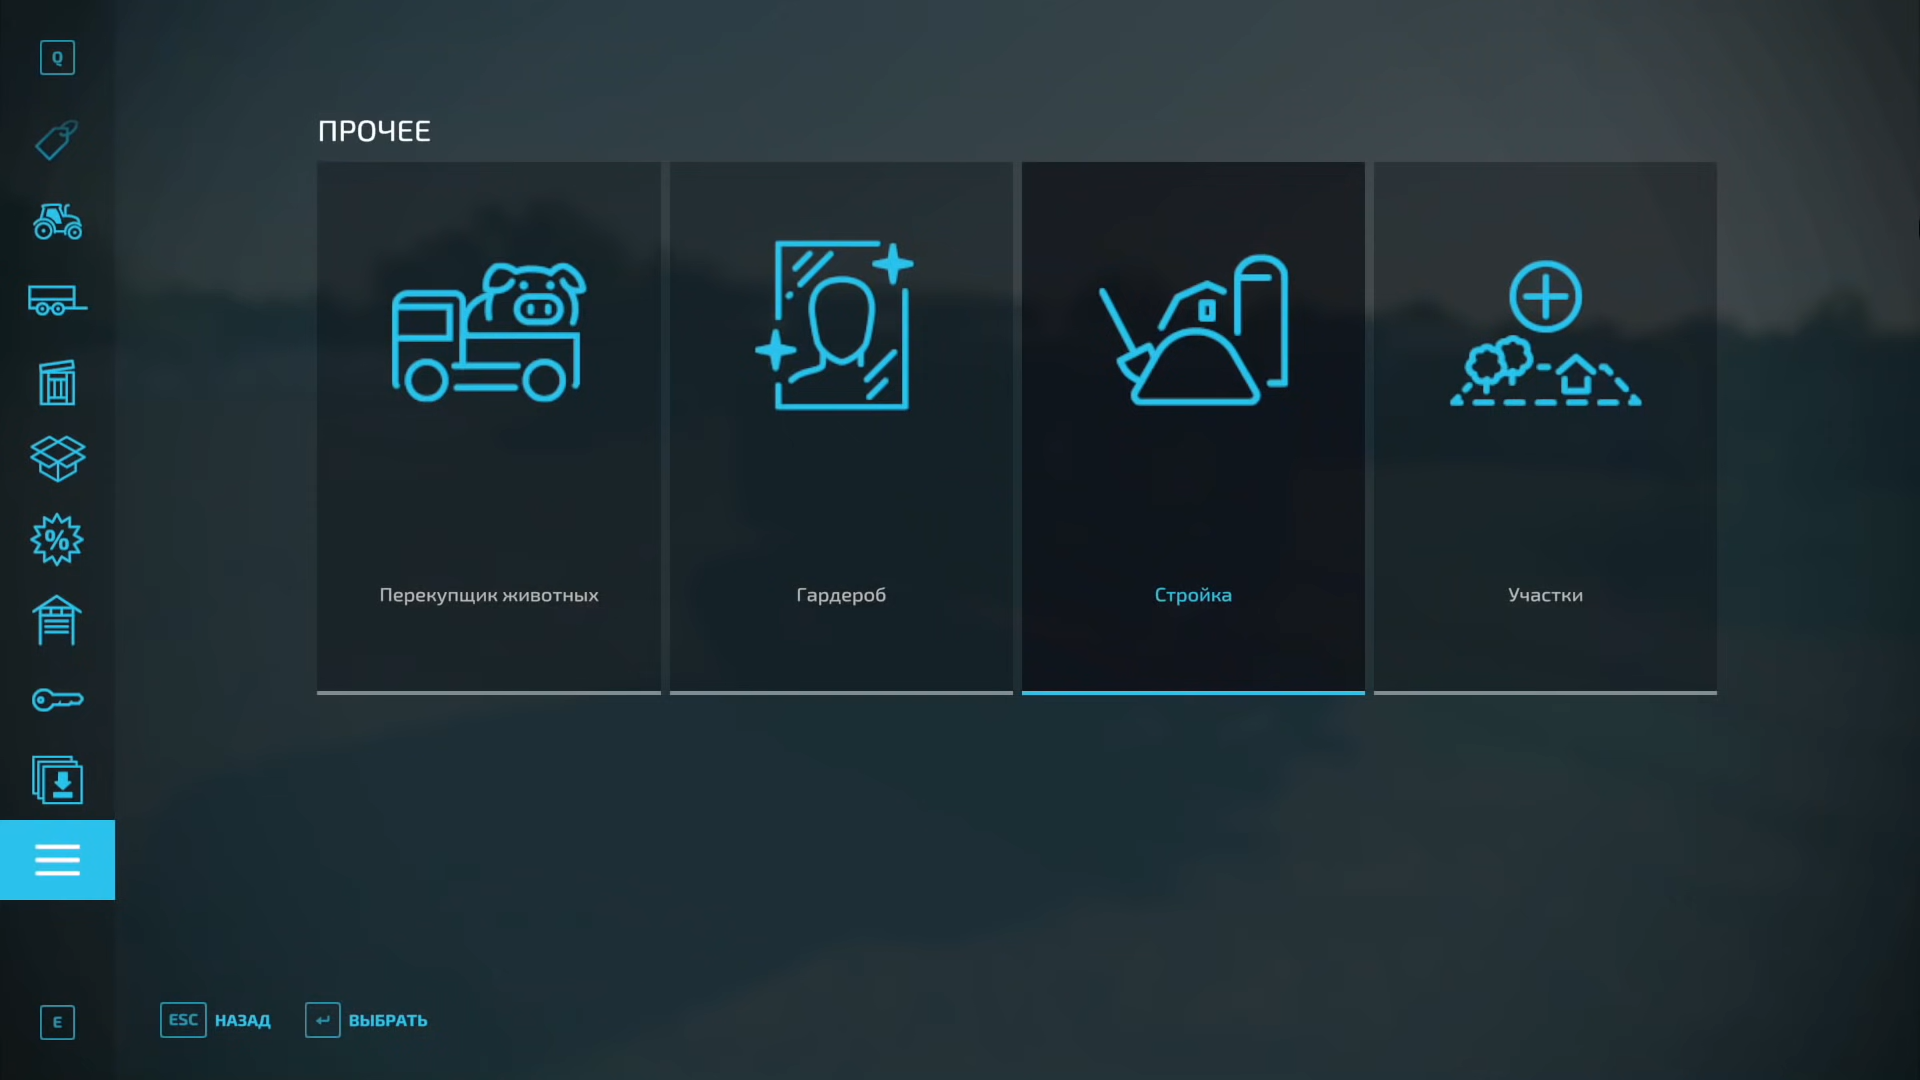 Q
ПРОЧЕЕ
%
Перекупщик животных
Гардероб
Стройка
Участки
E
ESC НАЗАД
ВЫБРАТЬ